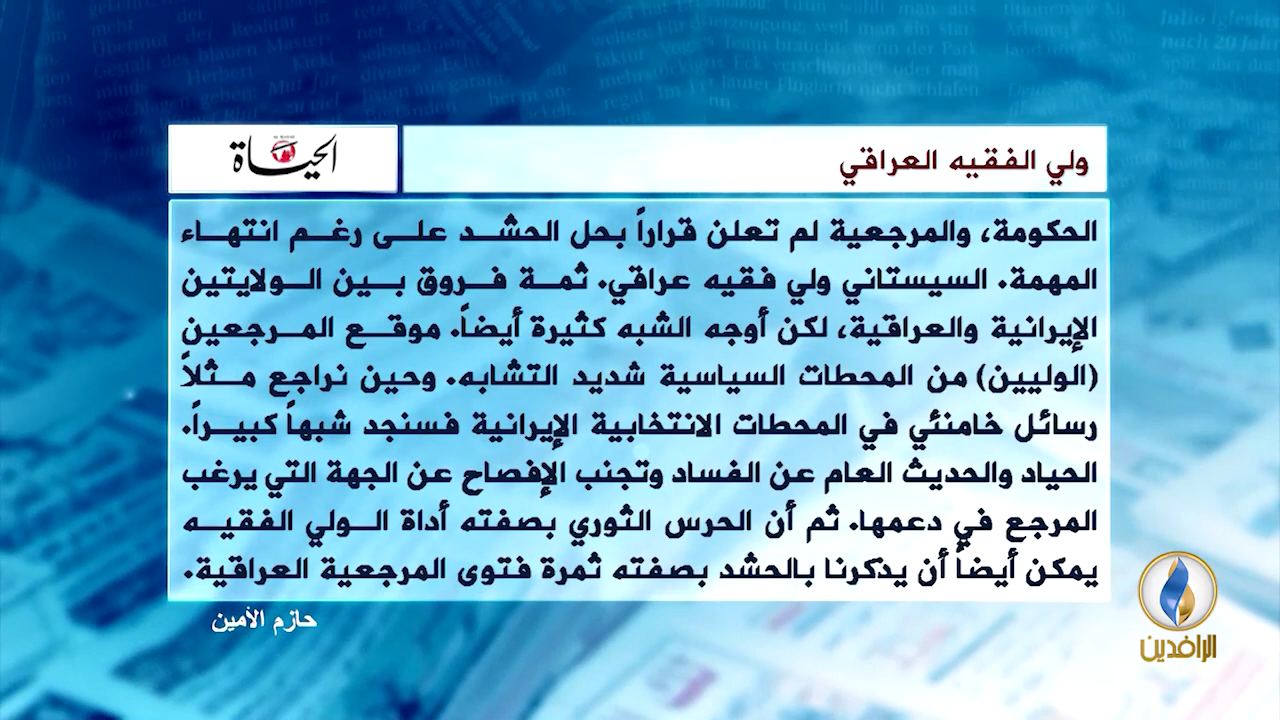 ولي الفقيه العراقي
الحياة
الحكومة، والمرجعية لم تعلن قراراً بحل الحشد على رغم انتهاء
المهمة. السيستاني ولي فقيه عراقي. ثمة فروق بين الولايتين
الإيرانية والعراقية، لكن أوجه الشبه كثيرة أيضاً. موقع المرجعين
(الوليين) من المحطات السياسية شديد التشابه. وحين نراجع مثلاً
رسائل خامنئي في المحطات الانتخابية الإيرانية فسنجد شبهاً كبيراً.
الحياد والحديث العام عن الفساد وتجنب الإفصاح عن الجهة التي يرغب
المرجع في دعمها. ثم أن الحرس الثوري بصفته أداة الولي الفقيه
يمكن أيضاً أن يذكرنا بالحشد بصفته ثمرة فتوى المرجعية العراقية.
حازم الأمين
الرافدين